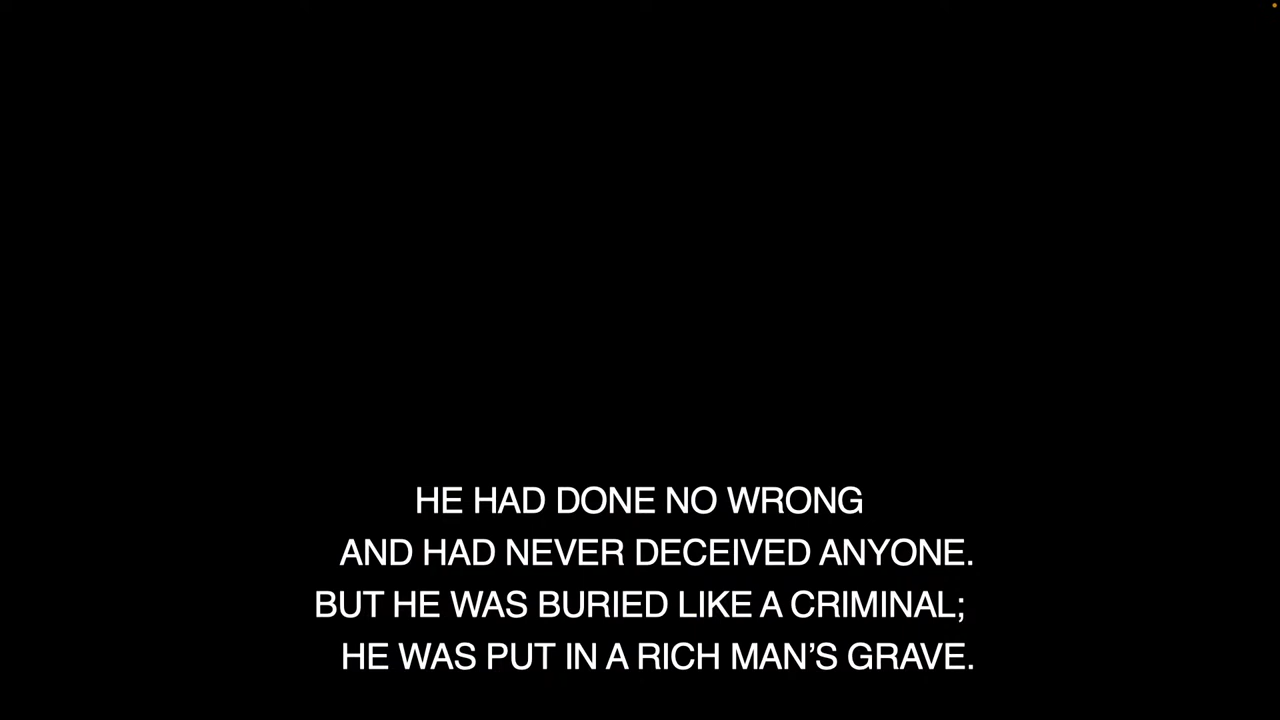 HE HAD DONE NO WRONG
AND HAD NEVER DECEIVED ANYONE.
BUT HE WAS BURIED LIKE A CRIMINAL;
HE WAS PUT IN A RICH MAN’S GRAVE.